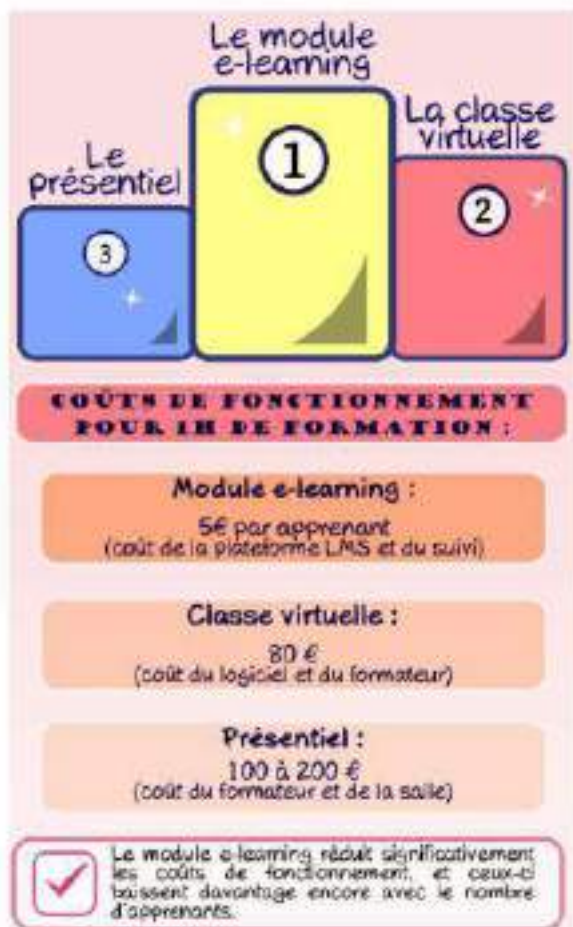 Le module
e-learning
La classe
virtuelle
Le
présentiel
1
2
3
COÛTS DE FONCTIONNEMENT
POUR 1H DE FORMATION :
Module e-learning :
5€ par apprenant
(coût de la plateforme LMS et du suivi)
Classe virtuelle :
80 €
(coût du logiciel et du formateur)
Présentiel :
100 à 200 €
(coût du formateur et de la salle)
Le module e-learning réduit significativement
les coûts de fonctionnement, et ceux-ci
baissent davantage encore avec le nombre
d'apprenants.